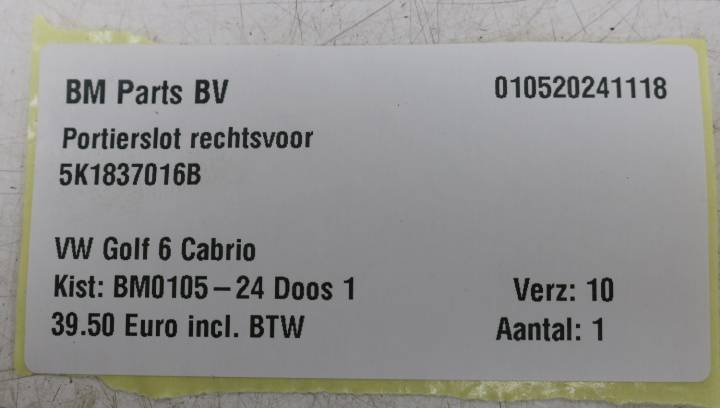 BM Parts BV 010520241118
Portierslot rechtsvoor
5K1837016B
VW Golf 6 Cabrio
Kist: BM0105-24 Doos 1 Verz: 10
39.50 Euro incl. BTW Aantal: 1